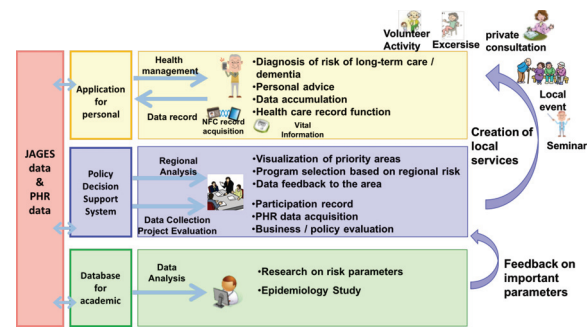 Volunteer
Activity
Excersise
private
consultation
Local
event
Seminar
Creation of
local
services
Feedback on
important
parameters
JAGES
data
&
PHR
data
Application
for
personal
Health
management
Data record
NFC record
acquisition
Vital
Information
•Diagnosis of risk of long-term care /
dementia
•Personal advice
•Data accumulation
•Health care record function
Policy
Decision
Support
System
Regional
Analysis
Data Collection
Project Evaluation
•Visualization of priority areas
•Program selection based on regional risk
•Data feedback to the area
•Participation record
•PHR data acquisition
•Business / policy evaluation
Database
for
academic
Data
Analysis
•Research on risk parameters
•Epidemiology Study